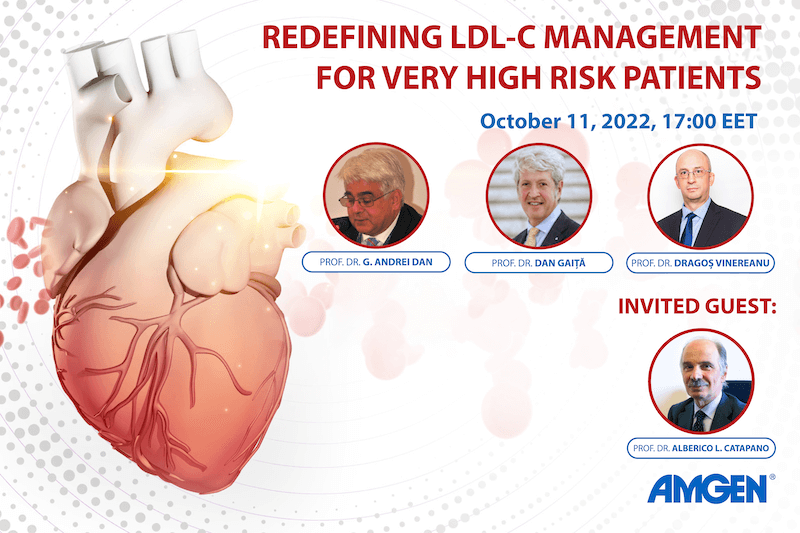 REDEFINING LDL-C MANAGEMENT
FOR VERY HIGH RISK PATIENTS
October 11, 2022, 17:00 EET
PROF. DR. G. ANDREI DAN
PROF. DR. DAN GAIȚĂ
PROF. DR. DRAGOȘ VINEREANU
INVITED GUEST:
PROF. DR. ALBERICO L. CATAPANO
AMGEN®